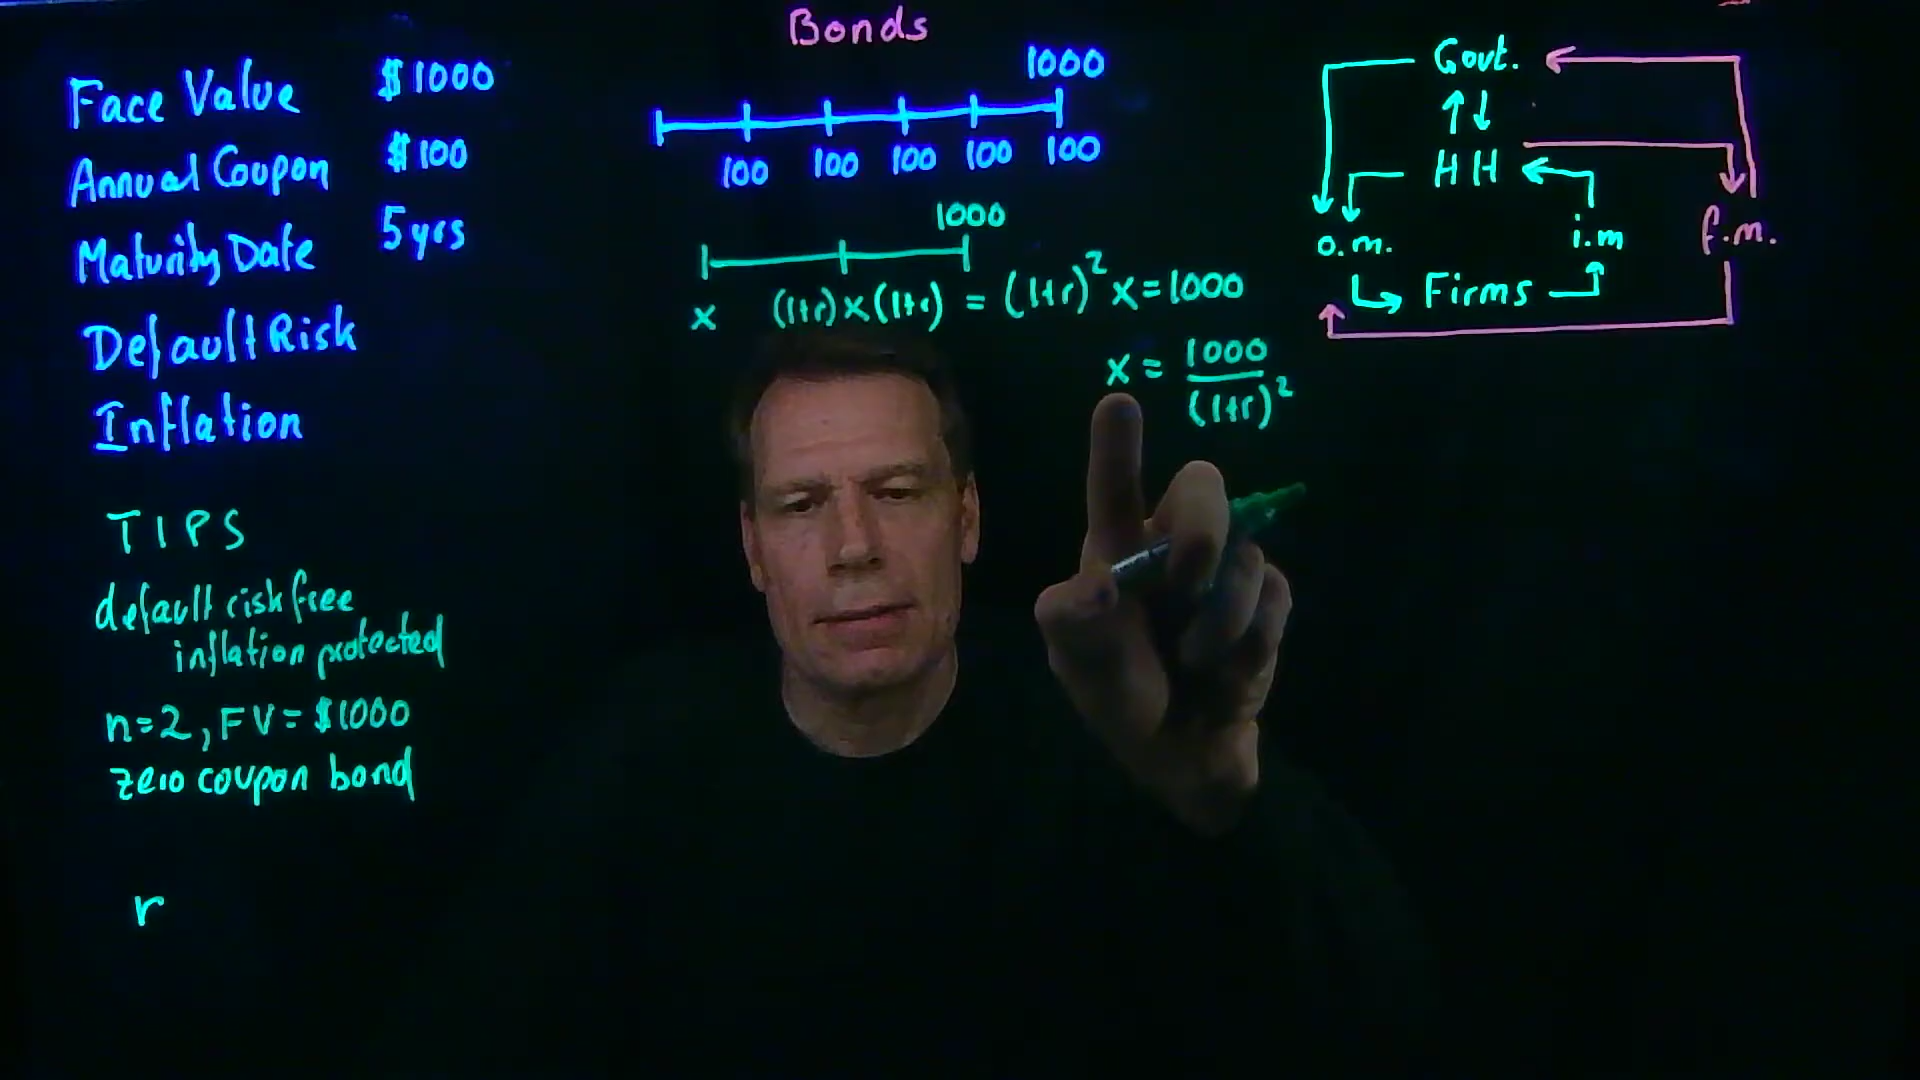 Bonds
Face Value $1000
Annual Coupon $100
Maturity Date 5yrs
Default Risk
Inflation
TIPS
default risk free
inflation protected
n=2, FV=$1000
zero coupon bond
r
1000
100 100 100 100 100
1000
x (1+r)x(1+r) = (1+r)² x=1000
x = 1000
(1+r)²
Govt.
↑↓
HH
o.m. i.m f.m.
Firms